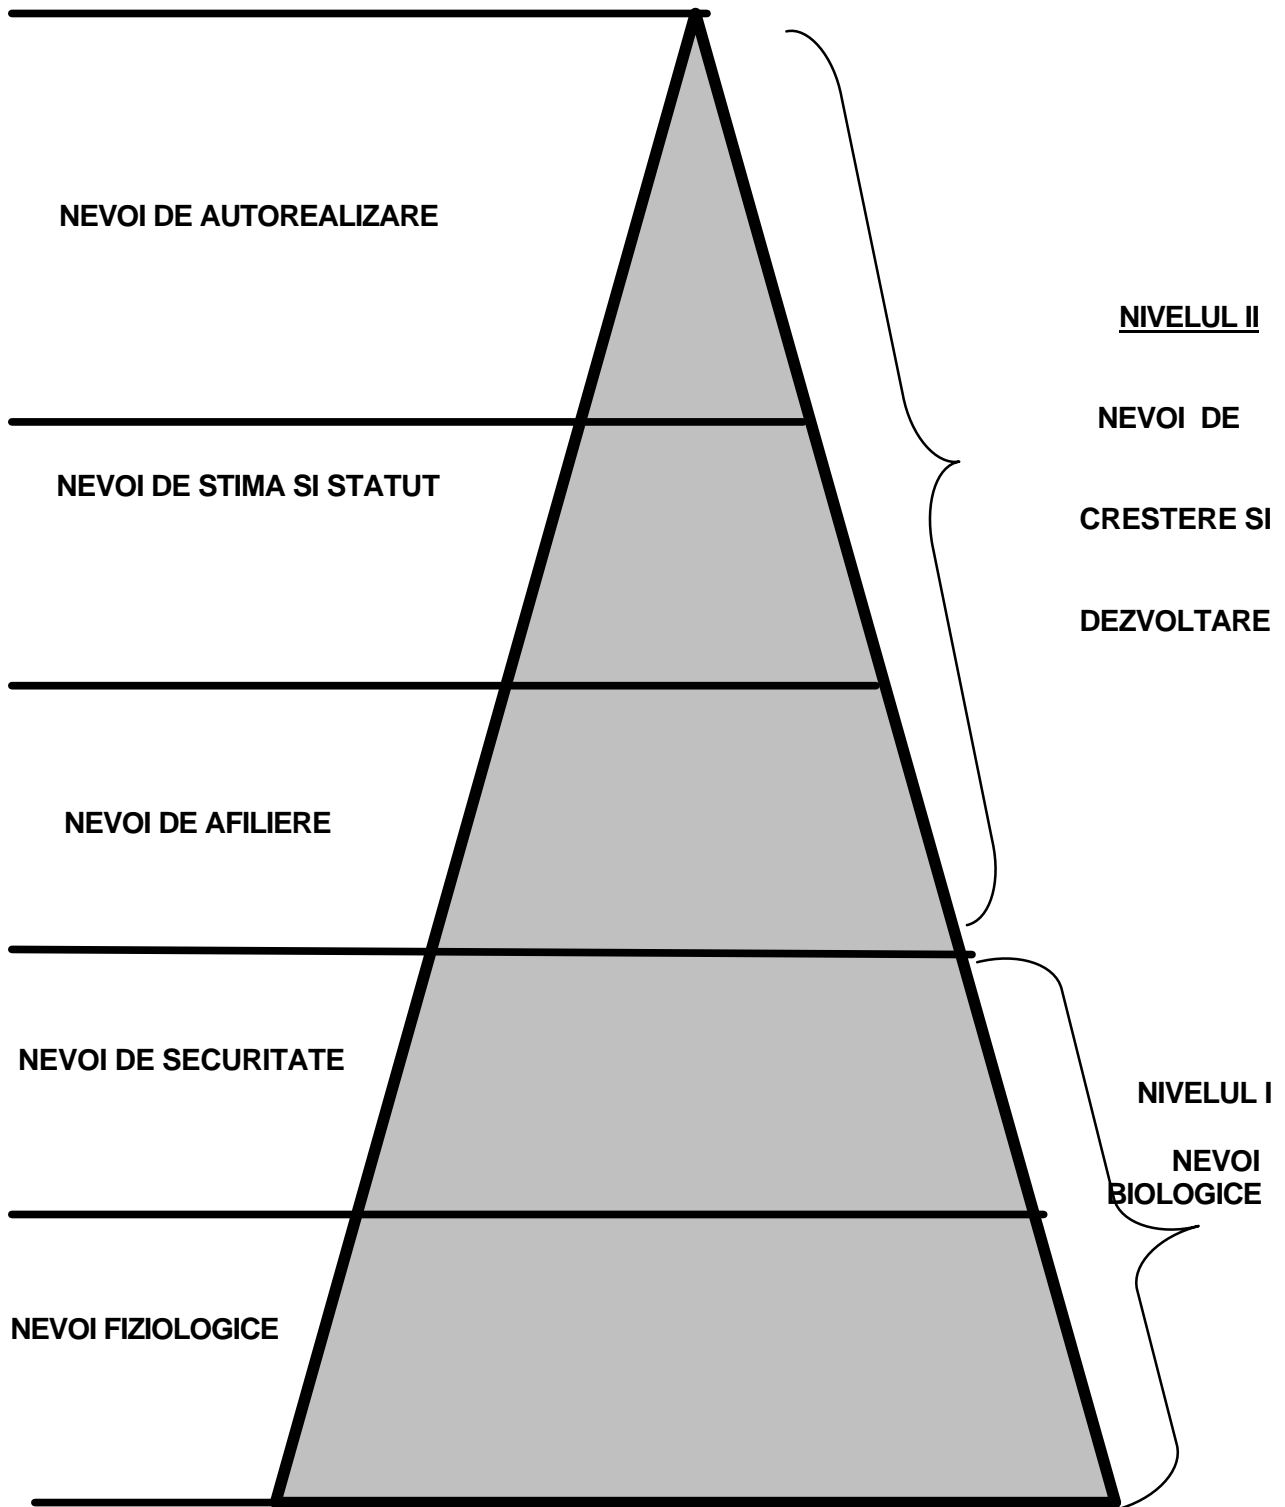 NEVOI DE AUTOREALIZARE
NEVOI DE STIMA SI STATUT
NEVOI DE AFILIERE
NEVOI DE SECURITATE
NEVOI FIZIOLOGICE
NIVELUL II
NEVOI DE
CRESTERE SI
DEZVOLTARE
NIVELUL I
NEVOI
BIOLOGICE